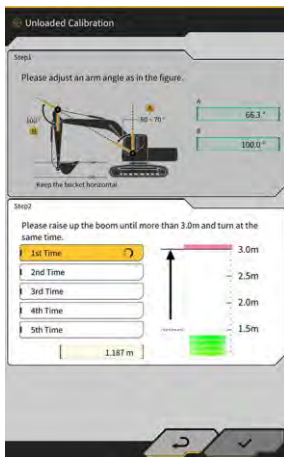 Unloaded Calibration
Step1
Please adjust an arm angle as in the figure.
A
66.3°
B
100.0°
100°
B
A
60~70°
Keep the bucket horizontal
Step2
Please raise up the boom until more than 3.0m and turn at the
same time.
1st Time
2nd Time
3rd Time
4th Time
5th Time
1.187 m
3.0m
2.5m
2.0m
1.5m